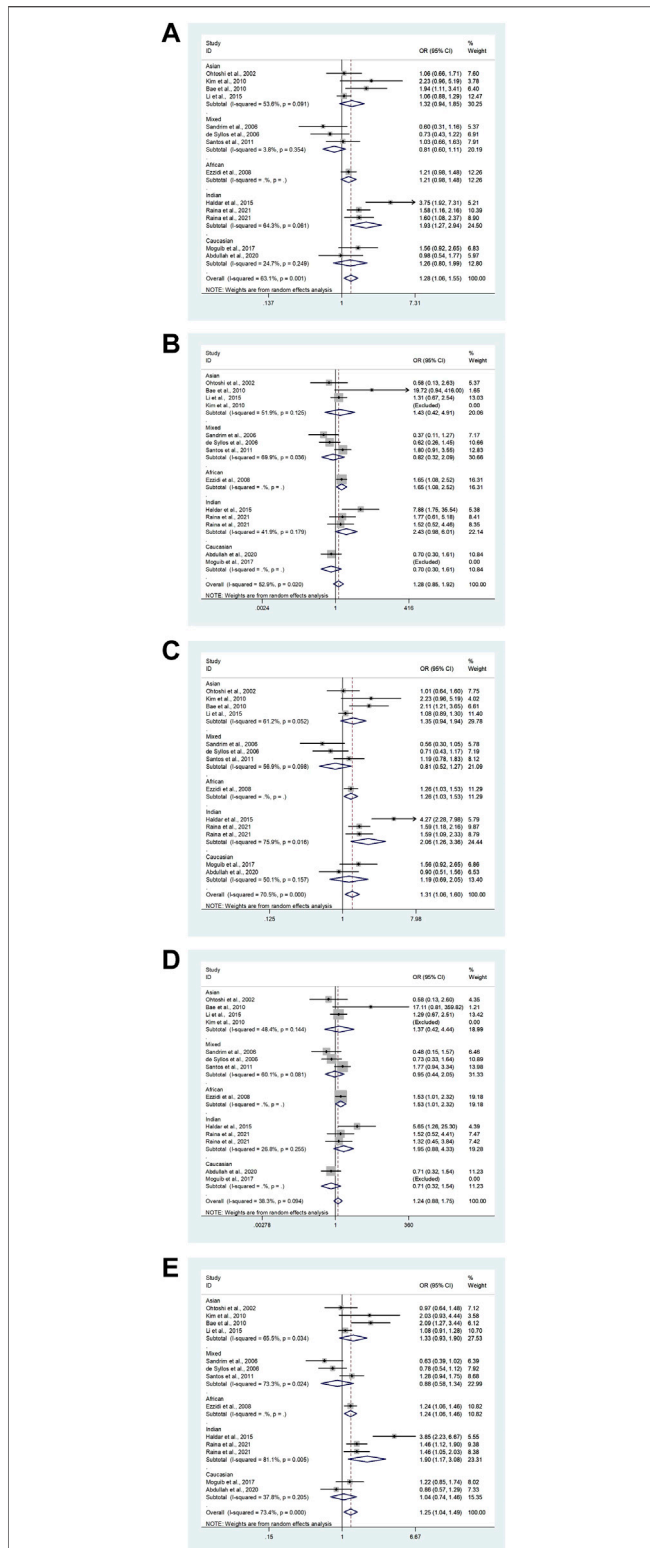 A
Study %
ID OR (95% CI) Weight
Asian
Ohtoshi et al., 2002 1.06 (0.66, 1.71) 7.60
Kim et al., 2010 2.23 (0.96, 5.19) 3.78
Bae et al., 2010 1.94 (1.11, 3.41) 6.40
Li et al., 2015 1.06 (0.88, 1.29) 12.47
Subtotal (I-squared = 53.6%, p = 0.091) 1.32 (0.94, 1.85) 30.25
.
Mixed
Sandrim et al., 2006 0.60 (0.31, 1.16) 5.37
de Syllos et al., 2006 0.73 (0.43, 1.22) 6.91
Santos et al., 2011 1.03 (0.66, 1.63) 7.91
Subtotal (I-squared = 3.8%, p = 0.354) 0.81 (0.60, 1.11) 20.19
.
African
Ezzidi et al., 2008 1.21 (0.98, 1.48) 12.26
Subtotal (I-squared = .%, p = .) 1.21 (0.98, 1.48) 12.26
.
Indian
Haldar et al., 2015 3.75 (1.92, 7.31) 5.21
Raina et al., 2021 1.58 (1.16, 2.16) 10.39
Raina et al., 2021 1.60 (1.08, 2.37) 8.90
Subtotal (I-squared = 64.3%, p = 0.061) 1.93 (1.27, 2.94) 24.50
.
Caucasian
Moguib et al., 2017 1.56 (0.92, 2.65) 6.83
Abdullah et al., 2020 0.98 (0.54, 1.77) 5.97
Subtotal (I-squared = 24.7%, p = 0.249) 1.26 (0.80, 1.99) 12.80
.
Overall (I-squared = 63.1%, p = 0.001) 1.28 (1.06, 1.55) 100.00
NOTE: Weights are from random effects analysis
.137 1 7.31
B
Study %
ID OR (95% CI) Weight
Asian
Ohtoshi et al., 2002 0.58 (0.13, 2.63) 5.37
Bae et al., 2010 19.72 (0.94, 416.00) 1.65
Li et al., 2015 1.31 (0.67, 2.54) 13.03
Kim et al., 2010 (Excluded) 0.00
Subtotal (I-squared = 51.9%, p = 0.125) 1.43 (0.42, 4.91) 20.06
.
Mixed
Sandrim et al., 2006 0.37 (0.11, 1.27) 7.17
de Syllos et al., 2006 0.62 (0.26, 1.45) 10.66
Santos et al., 2011 1.80 (0.91, 3.55) 12.83
Subtotal (I-squared = 69.9%, p = 0.036) 0.82 (0.32, 2.09) 30.66
.
African
Ezzidi et al., 2008 1.65 (1.08, 2.52) 16.31
Subtotal (I-squared = .%, p = .) 1.65 (1.08, 2.52) 16.31
.
Indian
Haldar et al., 2015 7.88 (1.75, 35.54) 5.38
Raina et al., 2021 1.77 (0.61, 5.18) 8.41
Raina et al., 2021 1.52 (0.52, 4.46) 8.35
Subtotal (I-squared = 41.9%, p = 0.179) 2.43 (0.98, 6.01) 22.14
.
Caucasian
Abdullah et al., 2020 0.70 (0.30, 1.61) 10.84
Moguib et al., 2017 (Excluded) 0.00
Subtotal (I-squared = .%, p = .) 0.70 (0.30, 1.61) 10.84
.
Overall (I-squared = 52.9%, p = 0.020) 1.28 (0.85, 1.92) 100.00
NOTE: Weights are from random effects analysis
.0024 1 416
C
Study %
ID OR (95% CI) Weight
Asian
Ohtoshi et al., 2002 1.01 (0.64, 1.60) 7.75
Kim et al., 2010 2.23 (0.96, 5.19) 4.02
Bae et al., 2010 2.11 (1.21, 3.65) 6.61
Li et al., 2015 1.08 (0.89, 1.30) 11.40
Subtotal (I-squared = 61.2%, p = 0.052) 1.35 (0.94, 1.94) 29.78
.
Mixed
Sandrim et al., 2006 0.56 (0.30, 1.05) 5.78
de Syllos et al., 2006 0.71 (0.43, 1.17) 7.19
Santos et al., 2011 1.19 (0.78, 1.83) 8.12
Subtotal (I-squared = 56.9%, p = 0.098) 0.81 (0.52, 1.27) 21.09
.
African
Ezzidi et al., 2008 1.26 (1.03, 1.53) 11.29
Subtotal (I-squared = .%, p = .) 1.26 (1.03, 1.53) 11.29
.
Indian
Haldar et al., 2015 4.27 (2.28, 7.98) 5.79
Raina et al., 2021 1.59 (1.18, 2.16) 9.87
Raina et al., 2021 1.59 (1.09, 2.33) 8.79
Subtotal (I-squared = 75.9%, p = 0.016) 2.06 (1.26, 3.36) 24.44
.
Caucasian
Moguib et al., 2017 1.56 (0.92, 2.65) 6.86
Abdullah et al., 2020 0.90 (0.51, 1.56) 6.53
Subtotal (I-squared = 50.1%, p = 0.157) 1.19 (0.69, 2.05) 13.40
.
Overall (I-squared = 70.5%, p = 0.000) 1.31 (1.06, 1.60) 100.00
NOTE: Weights are from random effects analysis
.125 1 7.98
D
Study %
ID OR (95% CI) Weight
Asian
Ohtoshi et al., 2002 0.58 (0.13, 2.60) 4.35
Bae et al., 2010 17.11 (0.81, 359.82) 1.21
Li et al., 2015 1.29 (0.67, 2.51) 13.42
Kim et al., 2010 (Excluded) 0.00
Subtotal (I-squared = 48.4%, p = 0.144) 1.37 (0.42, 4.44) 18.99
.
Mixed
Sandrim et al., 2006 0.48 (0.15, 1.57) 6.46
de Syllos et al., 2006 0.73 (0.33, 1.64) 10.89
Santos et al., 2011 1.77 (0.94, 3.34) 13.98
Subtotal (I-squared = 60.1%, p = 0.081) 0.95 (0.44, 2.05) 31.33
.
African
Ezzidi et al., 2008 1.53 (1.01, 2.32) 19.18
Subtotal (I-squared = .%, p = .) 1.53 (1.01, 2.32) 19.18
.
Indian
Haldar et al., 2015 5.65 (1.26, 25.30) 4.39
Raina et al., 2021 1.52 (0.52, 4.41) 7.47
Raina et al., 2021 1.32 (0.45, 3.84) 7.42
Subtotal (I-squared = 26.8%, p = 0.255) 1.95 (0.88, 4.33) 19.28
.
Caucasian
Abdullah et al., 2020 0.71 (0.32, 1.54) 11.23
Moguib et al., 2017 (Excluded) 0.00
Subtotal (I-squared = .%, p = .) 0.71 (0.32, 1.54) 11.23
.
Overall (I-squared = 38.3%, p = 0.094) 1.24 (0.88, 1.75) 100.00
NOTE: Weights are from random effects analysis
.00278 1 360
E
Study %
ID OR (95% CI) Weight
Asian
Ohtoshi et al., 2002 0.97 (0.64, 1.48) 7.12
Kim et al., 2010 2.03 (0.93, 4.44) 3.58
Bae et al., 2010 2.09 (1.27, 3.44) 6.12
Li et al., 2015 1.08 (0.91, 1.28) 10.70
Subtotal (I-squared = 65.5%, p = 0.034) 1.33 (0.93, 1.90) 27.53
.
Mixed
Sandrim et al., 2006 0.63 (0.39, 1.02) 6.39
de Syllos et al., 2006 0.78 (0.54, 1.12) 7.92
Santos et al., 2011 1.28 (0.94, 1.75) 8.68
Subtotal (I-squared = 73.3%, p = 0.024) 0.88 (0.58, 1.34) 22.99
.
African
Ezzidi et al., 2008 1.24 (1.06, 1.46) 10.82
Subtotal (I-squared = .%, p = .) 1.24 (1.06, 1.46) 10.82
.
Indian
Haldar et al., 2015 3.85 (2.23, 6.67) 5.55
Raina et al., 2021 1.46 (1.12, 1.90) 9.38
Raina et al., 2021 1.46 (1.05, 2.03) 8.38
Subtotal (I-squared = 81.1%, p = 0.005) 1.90 (1.17, 3.08) 23.31
.
Caucasian
Moguib et al., 2017 1.22 (0.85, 1.74) 8.02
Abdullah et al., 2020 0.86 (0.57, 1.29) 7.33
Subtotal (I-squared = 37.8%, p = 0.205) 1.04 (0.74, 1.46) 15.35
.
Overall (I-squared = 73.4%, p = 0.000) 1.25 (1.04, 1.49) 100.00
NOTE: Weights are from random effects analysis
.15 1 6.67